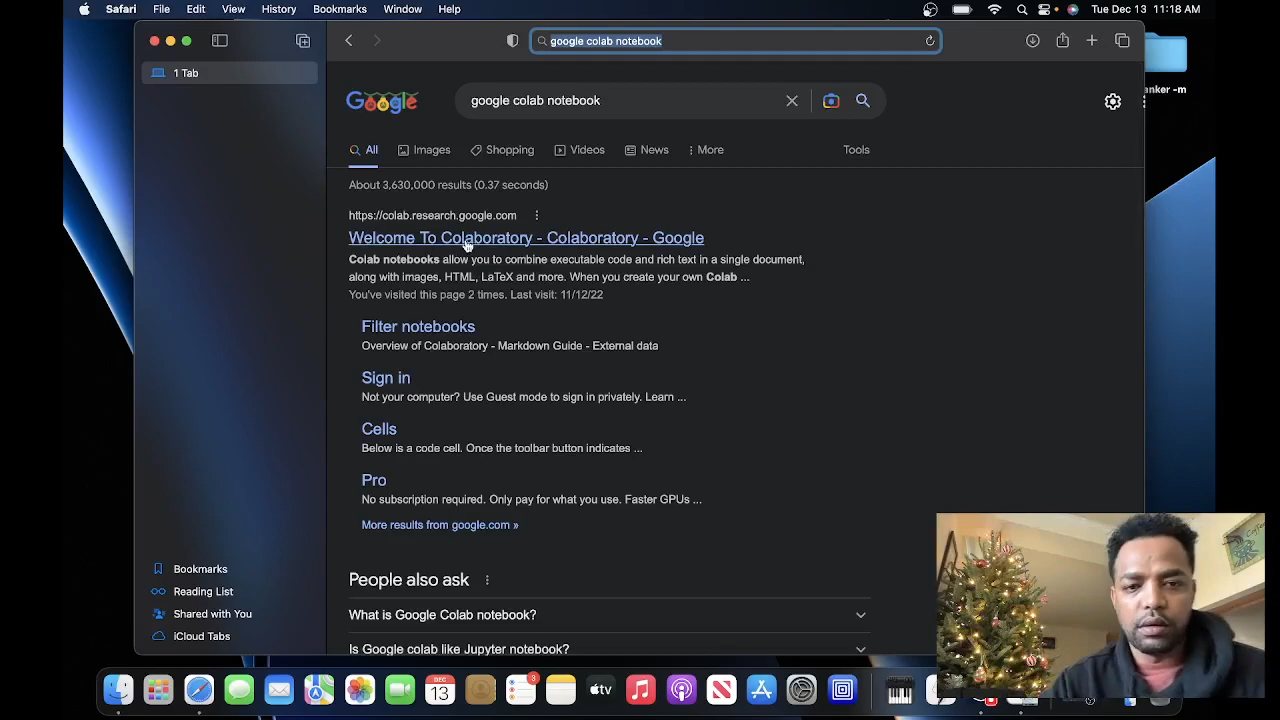 Safari File Edit View History Bookmarks Window Help Tue Dec 13 11:18 AM
google colab notebook
1 Tab
Google google colab notebook
All Images Shopping Videos News More Tools
About 3,630,000 results (0.37 seconds)
https://colab.research.google.com
Welcome To Colaboratory - Colaboratory - Google
Colab notebooks allow you to combine executable code and rich text in a single document,
along with images, HTML, LaTeX and more. When you create your own Colab ...
You've visited this page 2 times. Last visit: 11/12/22
Filter notebooks
Overview of Colaboratory - Markdown Guide - External data
Sign in
Not your computer? Use Guest mode to sign in privately. Learn ...
Cells
Below is a code cell. Once the toolbar button indicates ...
Pro
No subscription required. Only pay for what you use. Faster GPUs ...
More results from google.com »
People also ask
What is Google Colab notebook?
Is Google colab like Jupyter notebook?
Bookmarks
Reading List
Shared with You
iCloud Tabs
anker -m
DEC
13
3
tv